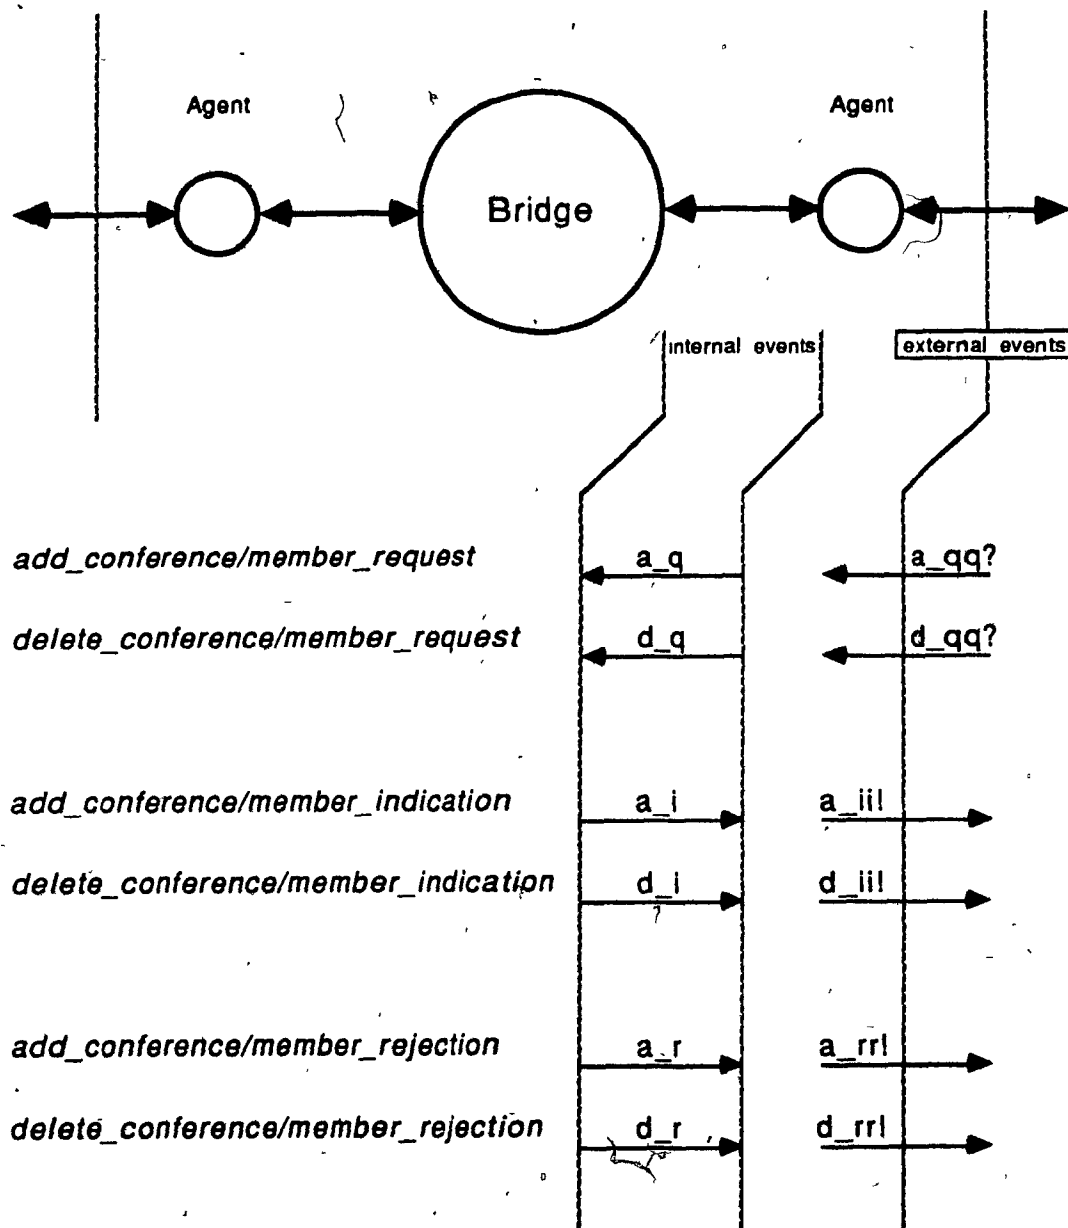 Agent
Agent
Bridge
internal events
external events
add_conference/member_request a_q a_qq?
delete_conference/member_request d_q d_qq?
add_conference/member_indication a_i a_ii!
delete_conference/member_indication d_i d_ii!
add_conference/member_rejection a_r a_rr!
delete_conference/member_rejection d_r d_rr!